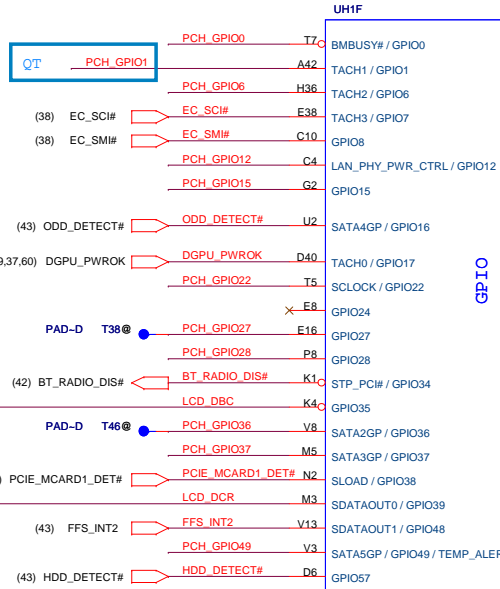 UH1F
PCH_GPIO0 T7 BMBUSY# / GPIO0
QT PCH_GPIO1 A42 TACH1 / GPIO1
PCH_GPIO6 H36 TACH2 / GPIO6
(38) EC_SCI# EC_SCI# E38 TACH3 / GPIO7
(38) EC_SMI# EC_SMI# C10 GPIO8
PCH_GPIO12 C4 LAN_PHY_PWR_CTRL / GPIO12
PCH_GPIO15 G2 GPIO15
(43) ODD_DETECT# ODD_DETECT# U2 SATA4GP / GPIO16
9,37,60) DGPU_PWROK DGPU_PWROK D40 TACH0 / GPIO17
PCH_GPIO22 T5 SCLOCK / GPIO22
GPIO
E8 GPIO24
PAD~D T38@ PCH_GPIO27 E16 GPIO27
PCH_GPIO28 P8 GPIO28
(42) BT_RADIO_DIS# BT_RADIO_DIS# K1 STP_PCI# / GPIO34
LCD_DBC K4 GPIO35
PAD~D T46@ PCH_GPIO36 V8 SATA2GP / GPIO36
PCH_GPIO37 M5 SATA3GP / GPIO37
) PCIE_MCARD1_DET# PCIE_MCARD1_DET# N2 SLOAD / GPIO38
LCD_DCR M3 SDATAOUT0 / GPIO39
(43) FFS_INT2 FFS_INT2 V13 SDATAOUT1 / GPIO48
PCH_GPIO49 V3 SATA5GP / GPIO49 / TEMP_ALER
(43) HDD_DETECT# HDD_DETECT# D6 GPIO57